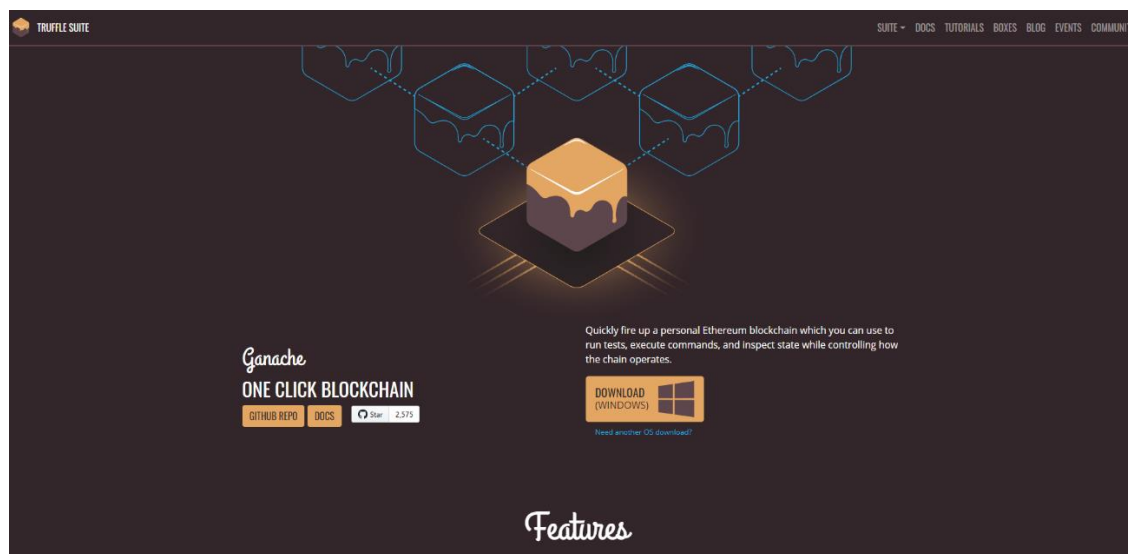 TRUFFLE SUITE
SUITE DOCS TUTORIALS BOXES BLOG EVENTS
Ganache
ONE CLICK BLOCKCHAIN
GITHUB REPO DOCS Star 2,575
Quickly fire up a personal Ethereum blockchain which you can use to
run tests, execute commands, and inspect state while controlling how
the chain operates.
DOWNLOAD
(WINDOWS)
Need another OS download?
Features